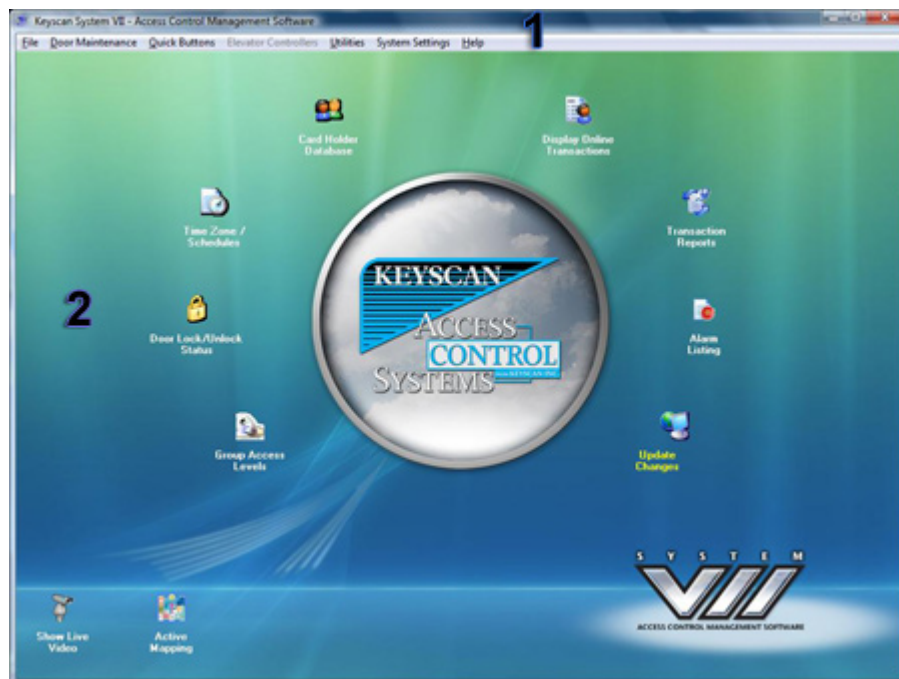 Keyscan System VII - Access Control Management Software
1
File Door Maintenance Quick Buttons Elevator Controllers Utilities System Settings Help
Card Holder
Database
Display Online
Transactions
Time Zone /
Schedules
Transaction
Reports
2
Door Lock/Unlock
Status
Alarm
Listing
KEYSCAN
ACCESS
CONTROL
SYSTEMS
Group Access
Levels
Update
Changes
SYSTEM
VII
ACCESS CONTROL MANAGEMENT SOFTWARE
Show Live
Video
Active
Mapping